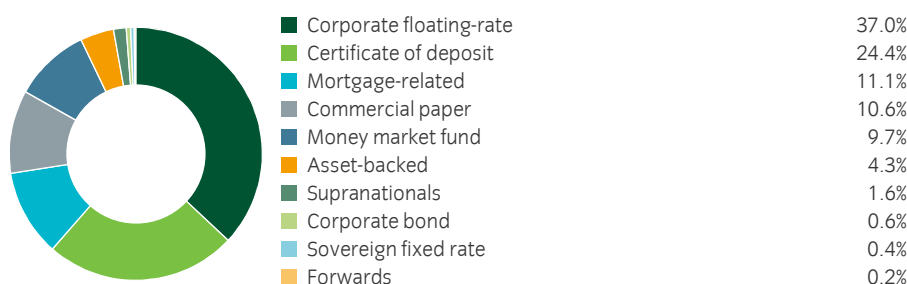 Corporate floating-rate 37.0%
Certificate of deposit 24.4%
Mortgage-related 11.1%
Commercial paper 10.6%
Money market fund 9.7%
Asset-backed 4.3%
Supranationals 1.6%
Corporate bond 0.6%
Sovereign fixed rate 0.4%
Forwards 0.2%